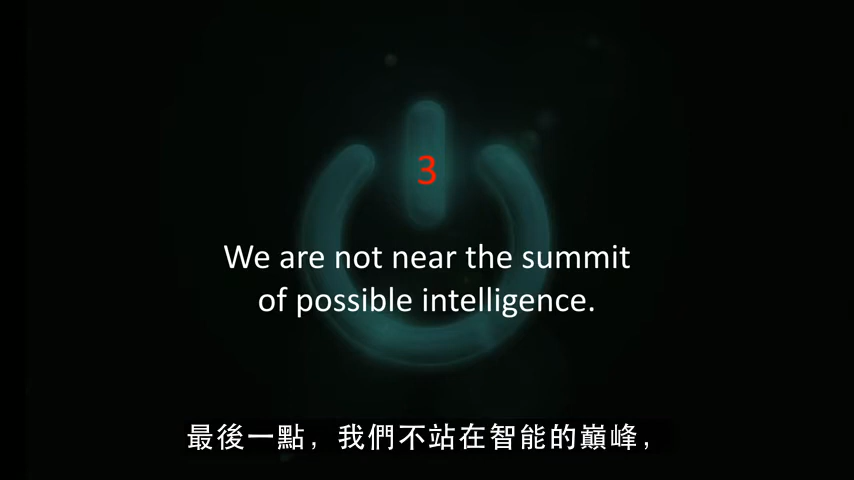 3
We are not near the summit
of possible intelligence.
最後一點，我們不站在智能的巔峰，